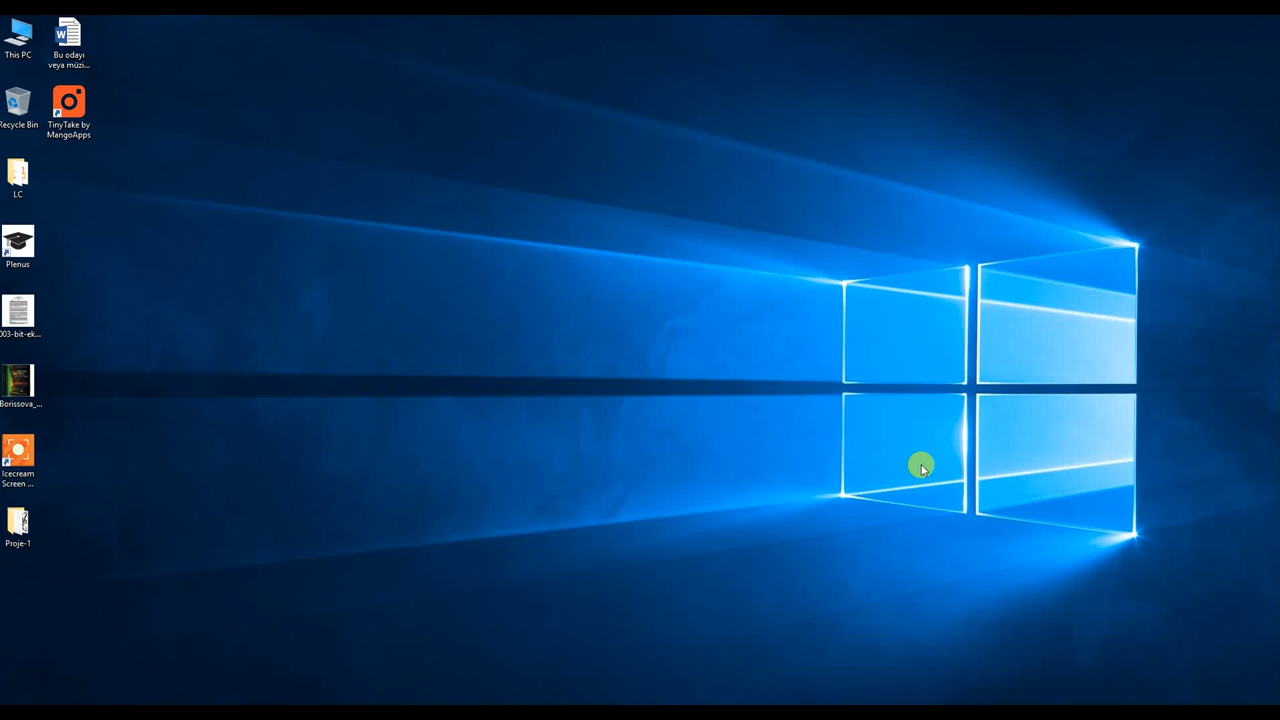 This PC
Bu odayı
veya müzi...
Recycle Bin
TinyTake by
MangoApps
LC
Plenus
003-bit-ek...
Borissova_...
Icecream
Screen ...
Proje-1